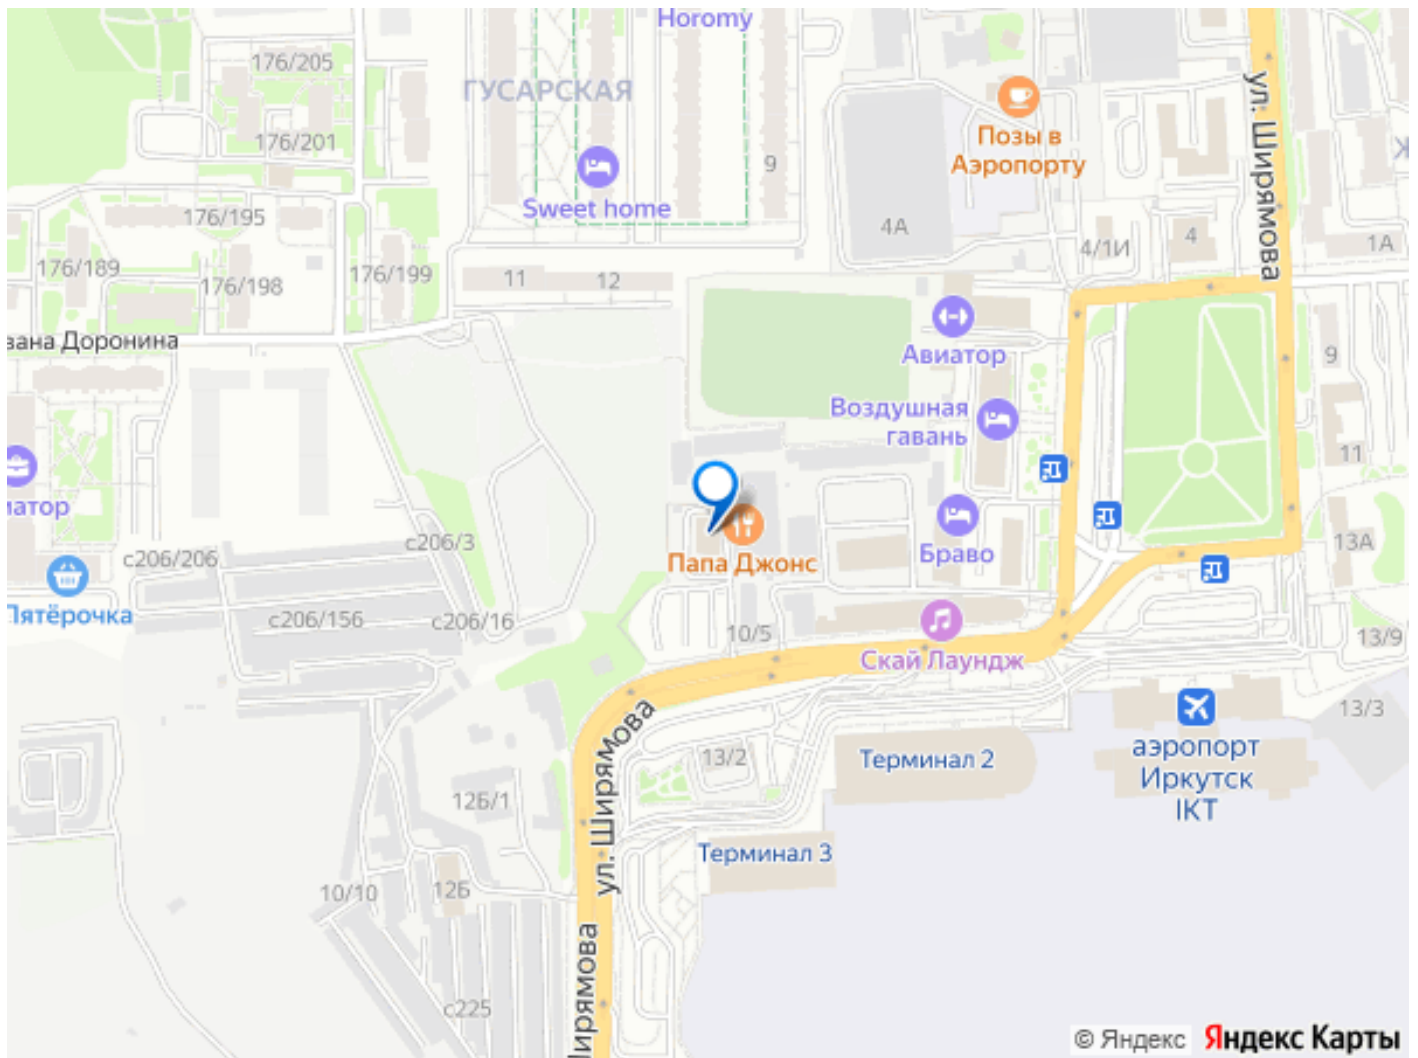 Horomy
176/205
ГУСАРСКАЯ
ул. Ширямова
176/201
Позы в
Аэропорту
9
Sweet home
176/195
4А
4
4/1И
1А
Ж
176/189
176/199
176/198
11
12
вана Доронина
Авиатор
9
Воздушная
гавань
11
иатор
с206/3
с206/206
Папа Джонс
Браво
13А
Пятёрочка
с206/156
с206/16
10/5
13/9
Скай Лаундж
13/3
ул. Ширямова
13/2
Терминал 2
аэропорт
Иркутск
IKT
12Б/1
Терминал 3
10/10
12Б
Ширямова
с225
© Яндекс Яндекс Карты